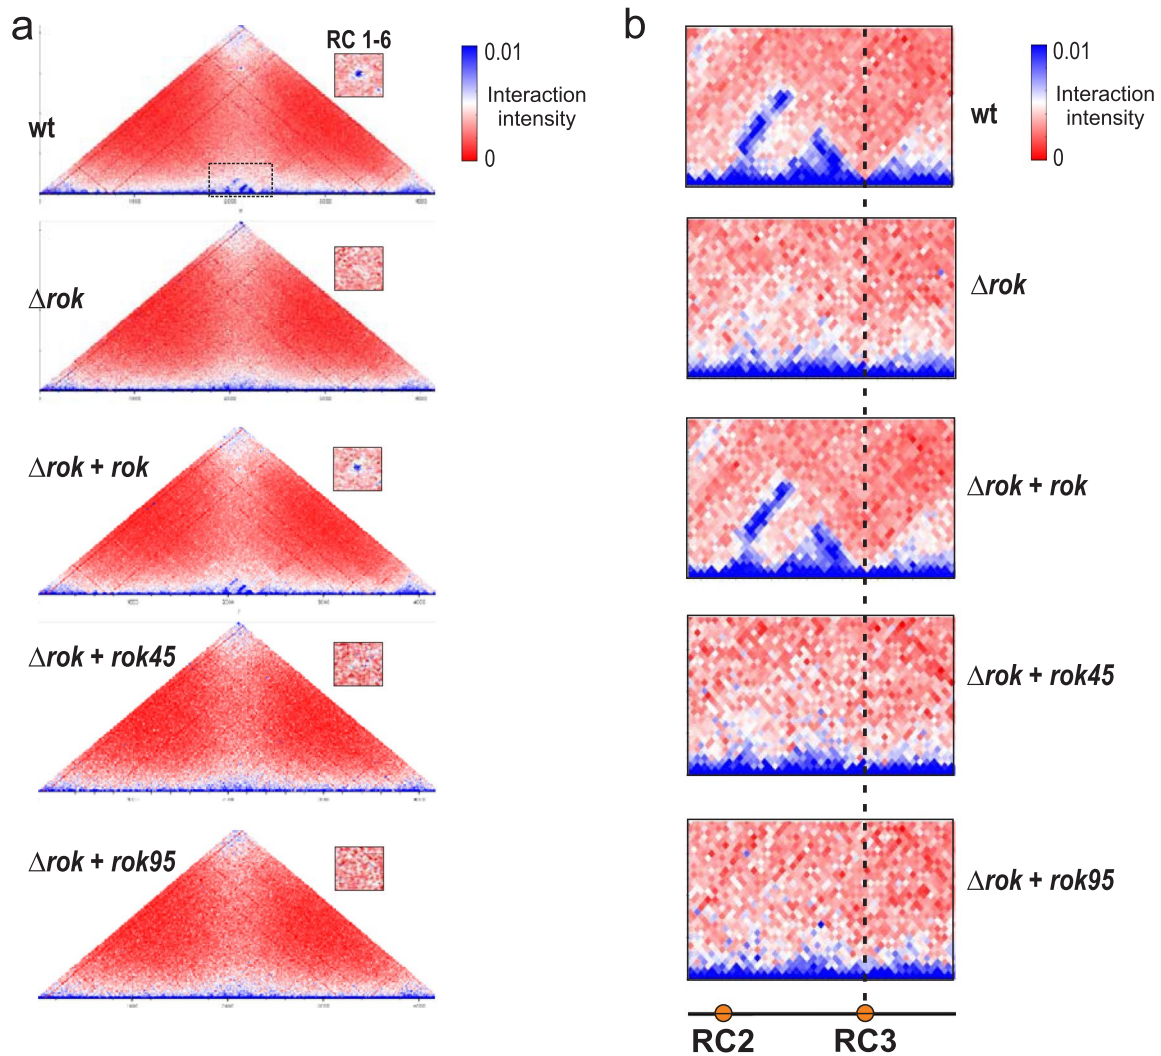 a
RC 1-6
0.01
Interaction
intensity
0
wt
Δrok
Δrok + rok
Δrok + rok45
Δrok + rok95
b
0.01
Interaction
intensity
0
wt
Δrok
Δrok + rok
Δrok + rok45
Δrok + rok95
RC2
RC3